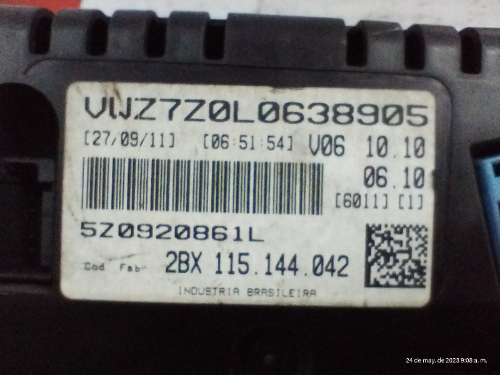 VWZ7Z0L0638905
[27/09/11] [06:51:54] V06 10.10
06.10
[6011] [1]
5Z0920861L
Cod Fabr 2BX 115.144.042
INDUSTRIA BRASILEIRA
24 de may. de 2023 9:08 a. m.